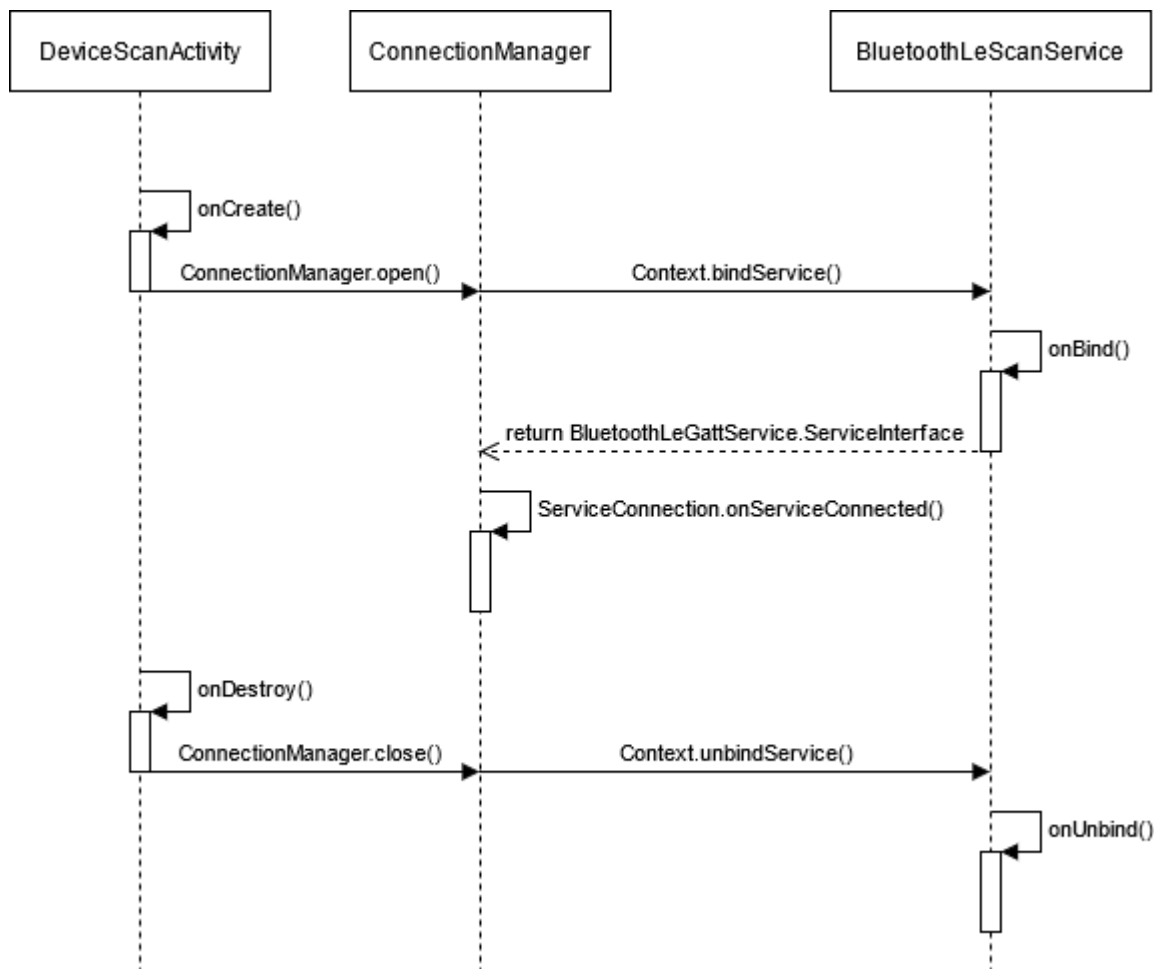 DeviceScanActivity
ConnectionManager
BluetoothLeScanService
onCreate()
ConnectionManager.open()
Context.bindService()
onBind()
return BluetoothLeGattService.ServiceInterface
ServiceConnection.onServiceConnected()
onDestroy()
ConnectionManager.close()
Context.unbindService()
onUnbind()